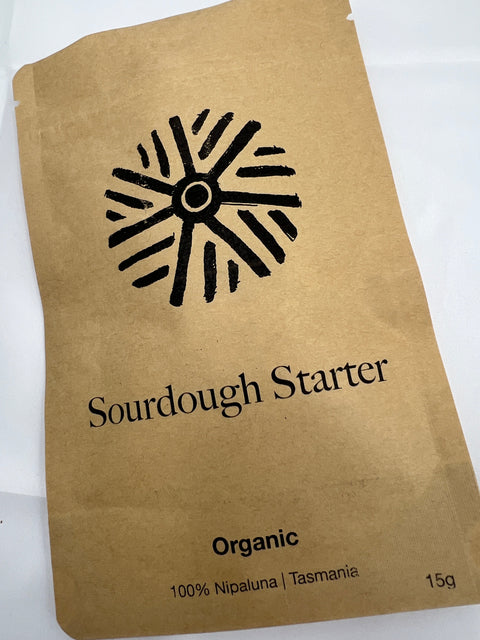 Sourdough Starter
Organic
100% Nipaluna | Tasmania
15g